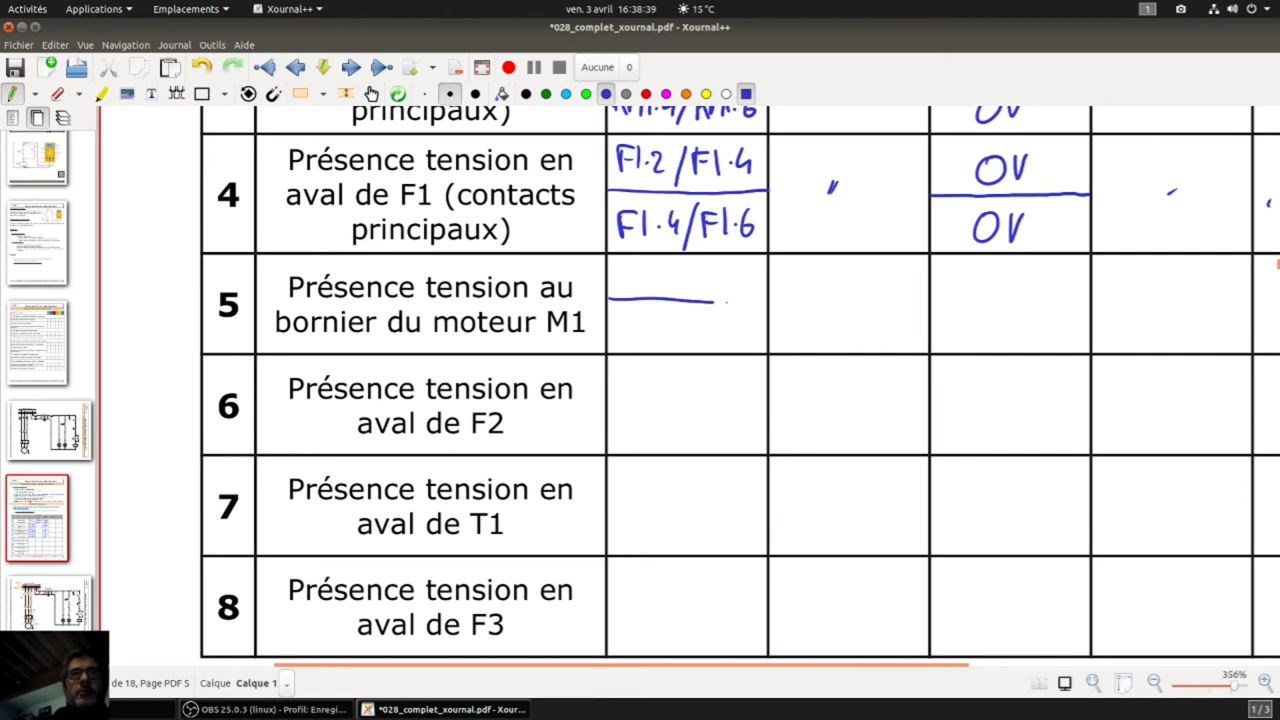 Activités Applications Emplacements Xournal++ ven. 3 avril 16:38:39 15 °C 1
*028_complet_xournal.pdf - Xournal++
Fichier Editer Vue Navigation Journal Outils Aide
Aucune 0
principaux)
0V
4 Présence tension en aval de F1 (contacts principaux)
F1.2/F1.4
F1.4/F1.6
"
0V
0V
5 Présence tension au bornier du moteur M1
6 Présence tension en aval de F2
7 Présence tension en aval de T1
8 Présence tension en aval de F3
de 18, Page PDF 5 Calque Calque 1 356%
OBS 25.0.3 (linux) - Profil: Enregi... *028_complet_xournal.pdf - Xour... 1/3